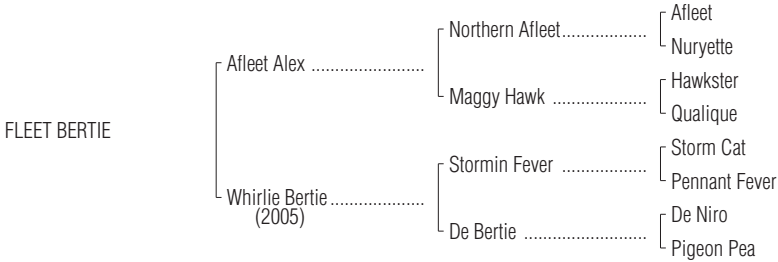 Afleet
Northern Afleet....................
Nuryette
Afleet Alex ........................
Hawkster
Maggy Hawk ......................
Qualique
FLEET BERTIE
Storm Cat
Stormin Fever ....................
Pennant Fever
Whirlie Bertie....................
(2005)
De Niro
De Bertie ...........................
Pigeon Pea